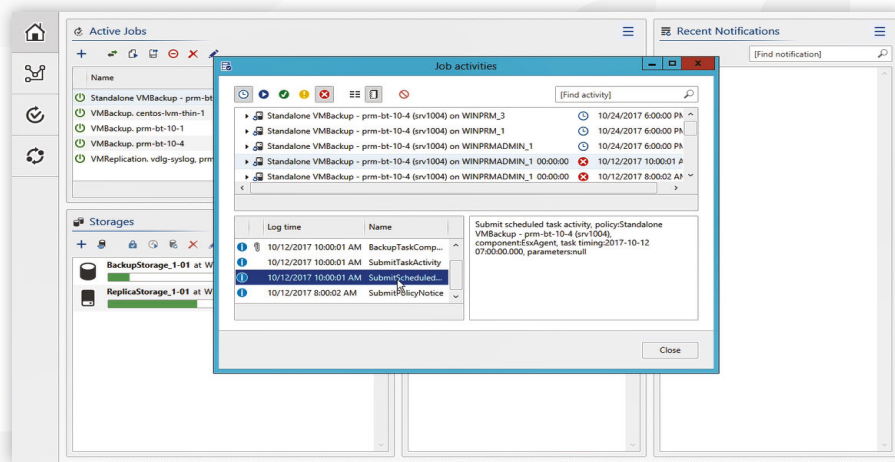 Active Jobs
Name
Standalone VMBackup - prm-bt
VMBackup. centos-lvm-thin-1
VMBackup. prm-bt-10-1
VMBackup. prm-bt-10-4
VMReplication. vdlg-syslog, prm
Recent Notifications
[Find notification]
Job activities
[Find activity]
Standalone VMBackup - prm-bt-10-4 (srv1004) on WINPRM_3 10/24/2017 6:00:00 PM
Standalone VMBackup - prm-bt-10-4 (srv1004) on WINPRM_1 10/24/2017 6:00:00 PM
Standalone VMBackup - prm-bt-10-4 (srv1004) on WINPRMADMIN_1 10/24/2017 6:00:00 PM
Standalone VMBackup - prm-bt-10-4 (srv1004) on WINPRMADMIN_1 00:00:00 10/12/2017 10:00:01 A
Standalone VMBackup - prm-bt-10-4 (srv1004) on WINPRMADMIN_1 00:00:00 10/12/2017 8:00:02 AM
Log time Name
10/12/2017 10:00:01 AM BackupTaskComp...
10/12/2017 10:00:01 AM SubmitTaskActivity
10/12/2017 10:00:01 AM SubmitScheduled...
10/12/2017 8:00:02 AM SubmitPolicyNotice
Submit scheduled task activity, policy:Standalone
VMBackup - prm-bt-10-4 (srv1004),
component:EsxAgent, task timing:2017-10-12
07:00:00.000, parameters:null
Close
Storages
BackupStorage_1-01 at W
ReplicaStorage_1-01 at W